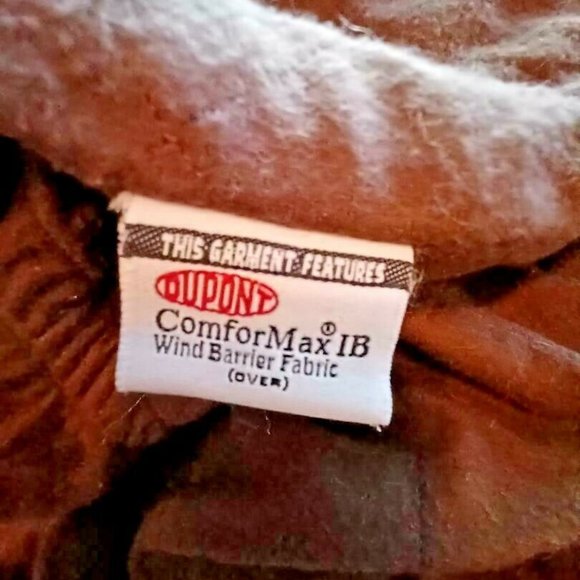 THIS GARMENT FEATURES
DUPONT
ComforMax® IB
Wind Barrier Fabric
(OVER)